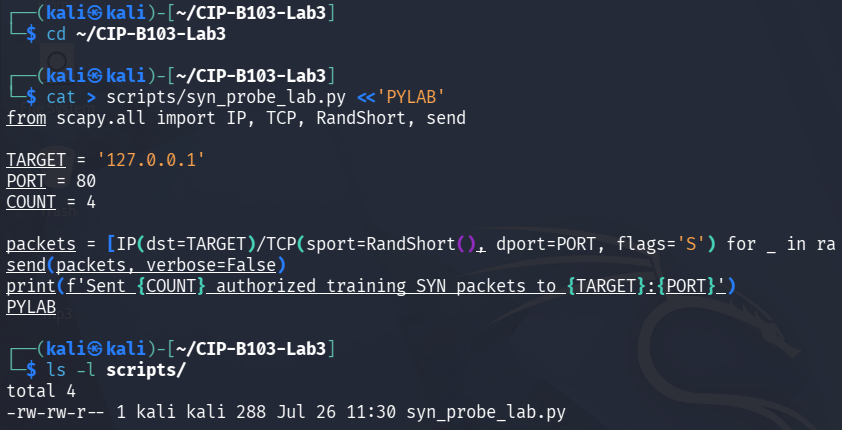 ┌──(kali㉿kali)-[~/CIP-B103-Lab3]
└─$ cd ~/CIP-B103-Lab3
┌──(kali㉿kali)-[~/CIP-B103-Lab3]
└─$ cat > scripts/syn_probe_lab.py <<'PYLAB'
from scapy.all import IP, TCP, RandShort, send
TARGET = '127.0.0.1'
PORT = 80
COUNT = 4
packets = [IP(dst=TARGET)/TCP(sport=RandShort(), dport=PORT, flags='S') for _ in ra
send(packets, verbose=False)
print(f'Sent {COUNT} authorized training SYN packets to {TARGET}:{PORT}')
PYLAB
┌──(kali㉿kali)-[~/CIP-B103-Lab3]
└─$ ls -l scripts/
total 4
-rw-rw-r-- 1 kali kali 288 Jul 26 11:30 syn_probe_lab.py